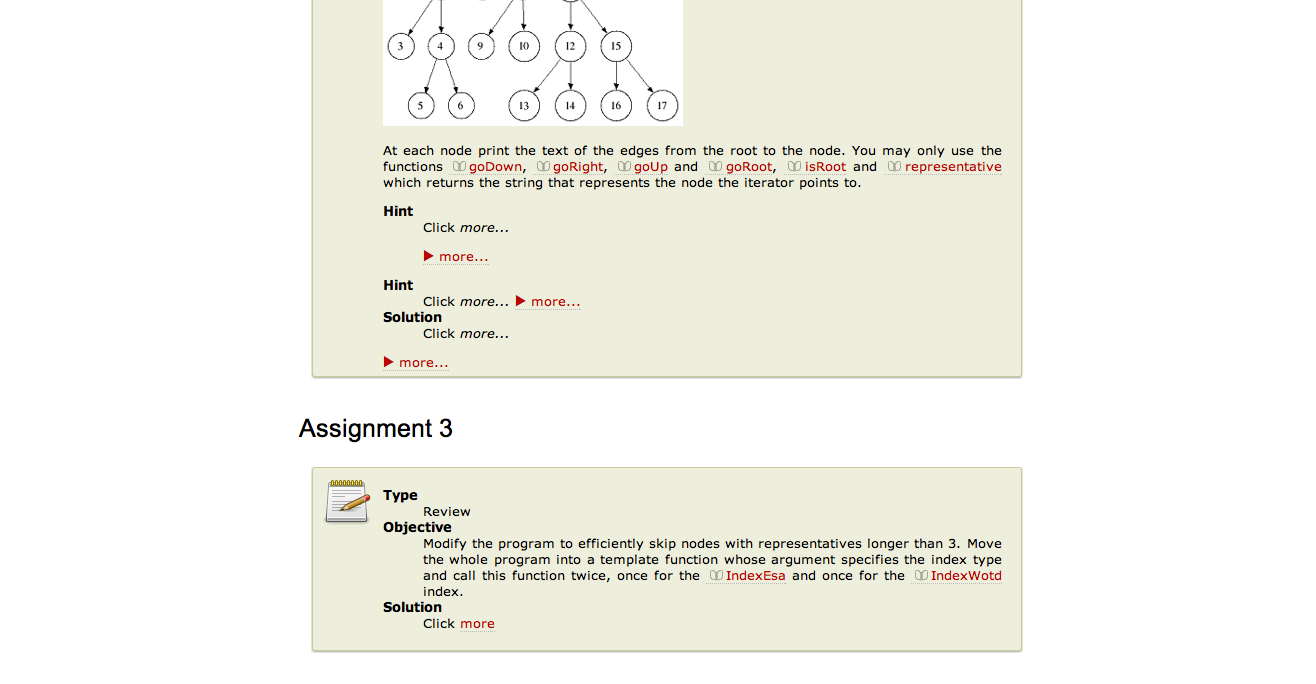 3 4 9 10 12 15
5 6 13 14 16 17
At each node print the text of the edges from the root to the node. You may only use the
functions goDown, goRight, goUp and goRoot, isRoot and representative
which returns the string that represents the node the iterator points to.
Hint
Click more...
more...
Hint
Click more... more...
Solution
Click more...
more...
Assignment 3
Type
Review
Objective
Modify the program to efficiently skip nodes with representatives longer than 3. Move
the whole program into a template function whose argument specifies the index type
and call this function twice, once for the IndexEsa and once for the IndexWotd
index.
Solution
Click more